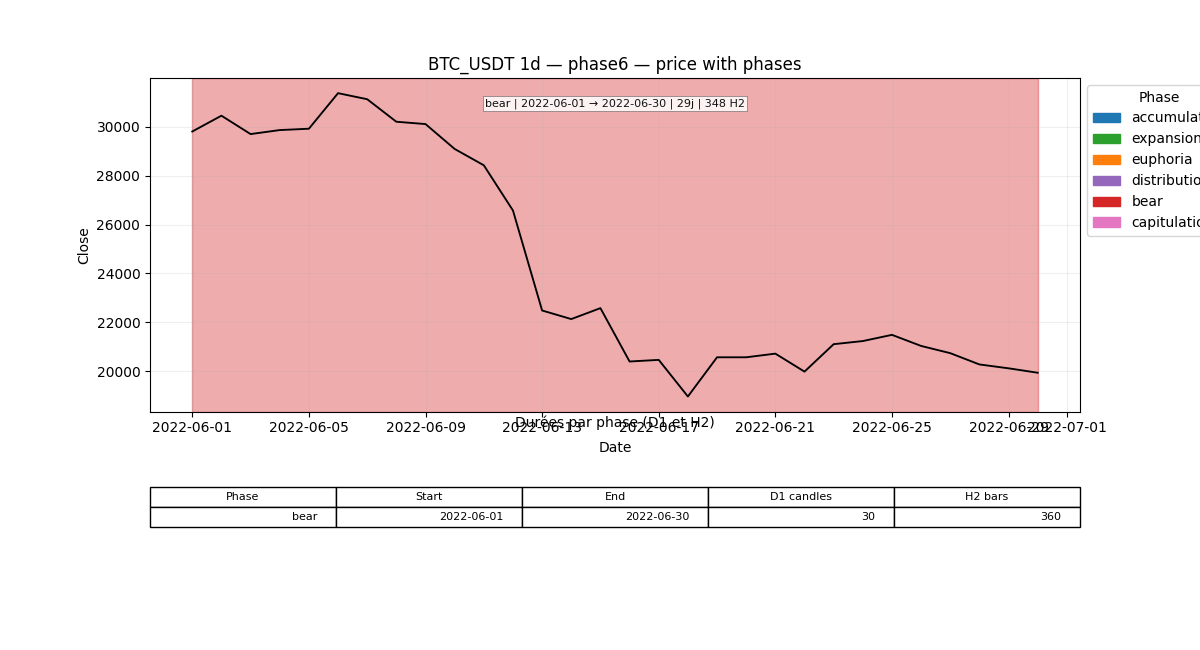 BTC_USDT 1d — phase6 — price with phases
bear | 2022-06-01 → 2022-06-30 | 29j | 348 H2
Phase
accumulat
expansion
euphoria
distributio
bear
capitulatio
Close
30000
28000
26000
24000
22000
20000
2022-06-01 2022-06-05 2022-06-09 2022-06-13 2022-06-17 2022-06-21 2022-06-25 2022-06-29 2022-07-01
Durées par phase (D1 et H2)
Date
Phase Start End D1 candles H2 bars
bear 2022-06-01 2022-06-30 30 360